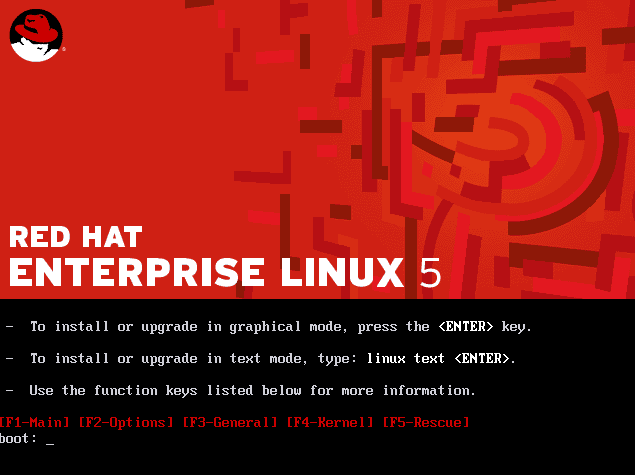 RED HAT
ENTERPRISE LINUX 5
-  To install or upgrade in graphical mode, press the <ENTER> key.
-  To install or upgrade in text mode, type: linux text <ENTER>.
-  Use the function keys listed below for more information.
[F1-Main] [F2-Options] [F3-General] [F4-Kernel] [F5-Rescue]
boot: _